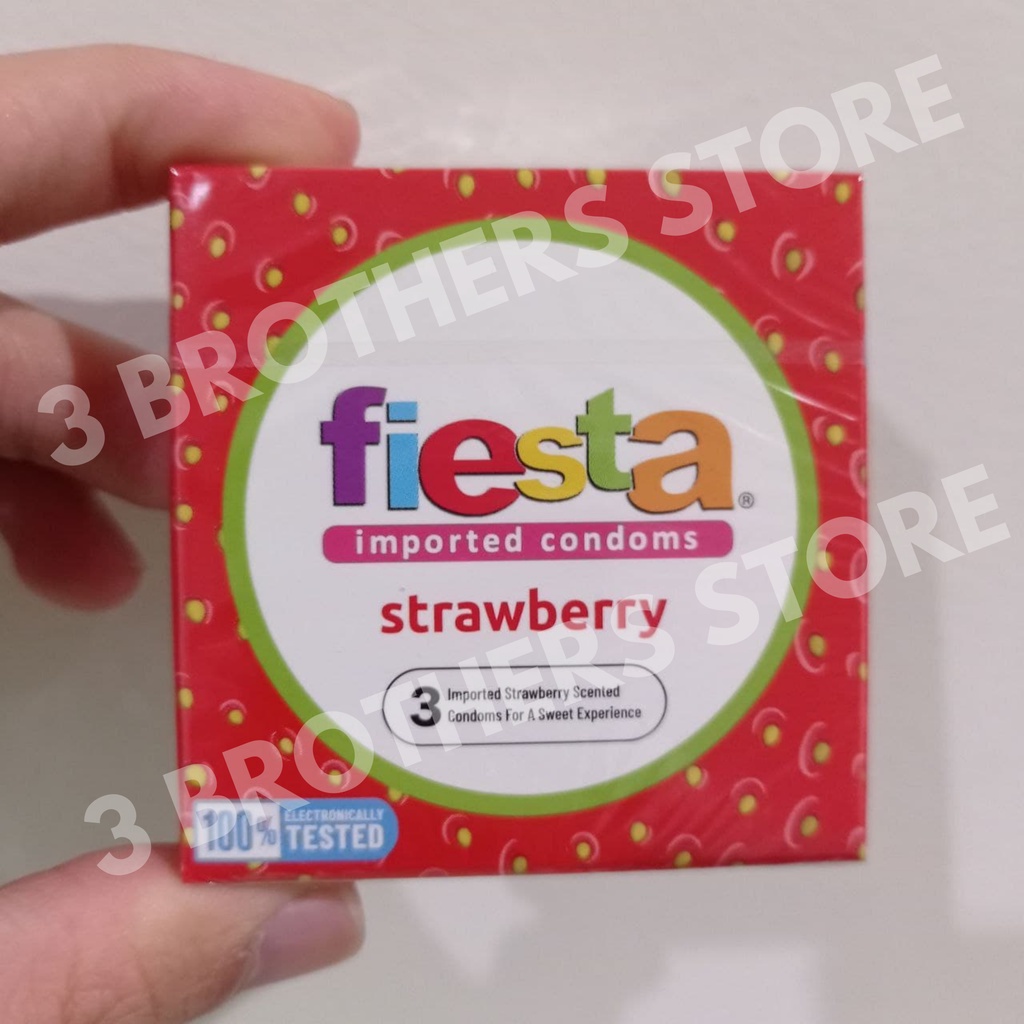 3 BROTHERS STORE
fiesta®
imported condoms
strawberry
3 BROTHERS STORE
3 Imported Strawberry Scented
Condoms For A Sweet Experience
100% ELECTRONICALLY
TESTED